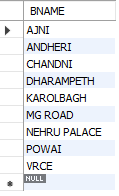 BNAME
AJNI
ANDHERI
CHANDNI
DHARAMPETH
KAROLBAGH
MG ROAD
NEHRU PALACE
POWAI
VRCE
NULL